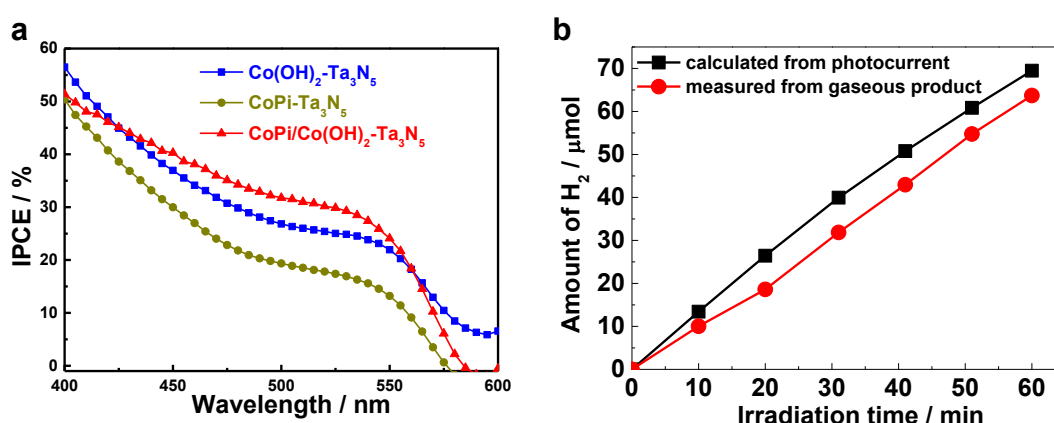 a
IPCE / %
60
50
40
30
20
10
0
Co(OH)₂-Ta₃N₅
CoPi-Ta₃N₅
CoPi/Co(OH)₂-Ta₃N₅
400 450 500 550 600
Wavelength / nm
b
Amount of H₂ / μmol
70
60
50
40
30
20
10
0
calculated from photocurrent
measured from gaseous product
0 10 20 30 40 50 60
Irradiation time / min